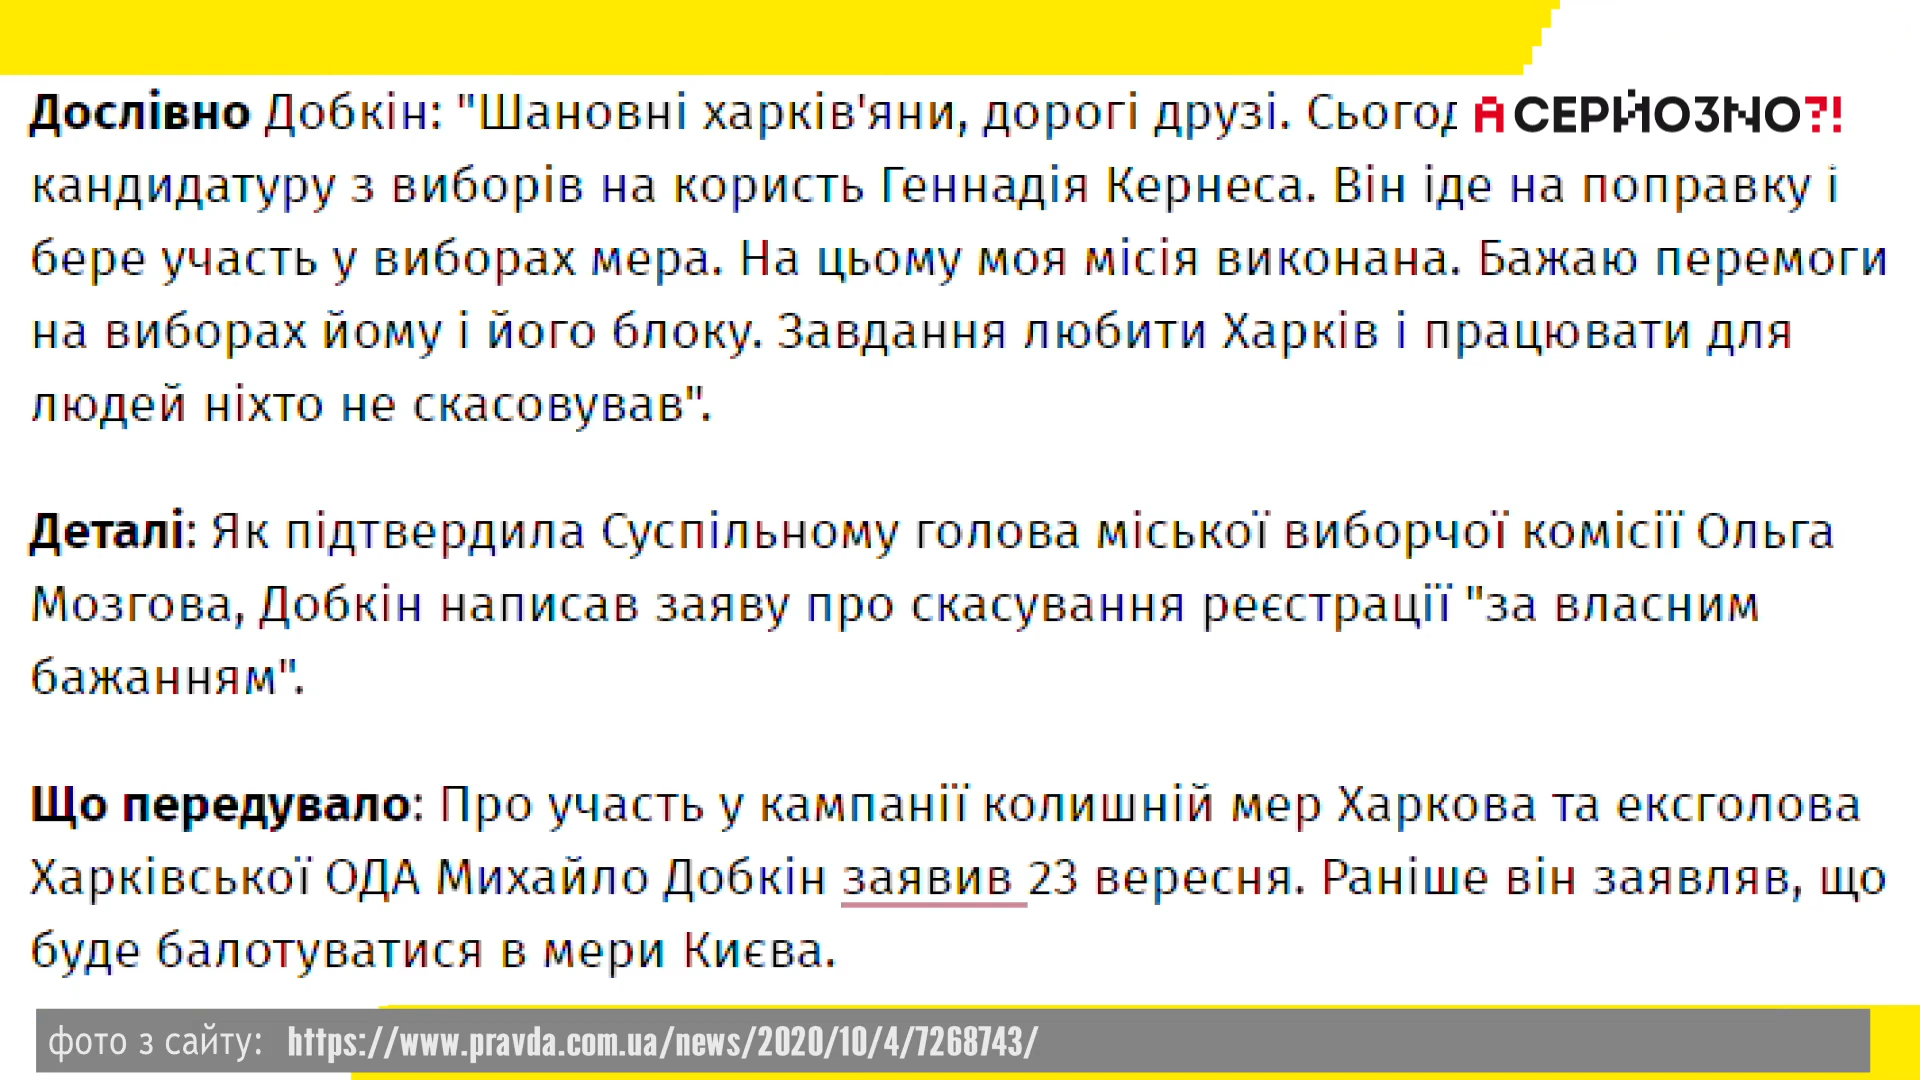 Дослівно Добкін: "Шановні харків'яни, дорогі друзі.
А СЕРЙОЗНО?!
кандидатуру з виборів на користь Геннадія Кернеса. Він іде на поправку і
бере участь у виборах мера. На цьому моя місія виконана. Бажаю перемоги
на виборах йому і його блоку. Завдання любити Харків і працювати для
людей ніхто не скасовував".
Деталі: Як підтвердила Суспільному голова міської виборчої комісії Ольга
Мозгова, Добкін написав заяву про скасування реєстрації "за власним
бажанням".
Що передувало: Про участь у кампанії колишній мер Харкова та ексголова
Харківської ОДА Михайло Добкін заявив 23 вересня. Раніше він заявляв, що
буде балотуватися в мери Києва.
фото з сайту: https://www.pravda.com.ua/news/2020/10/4/7268743/